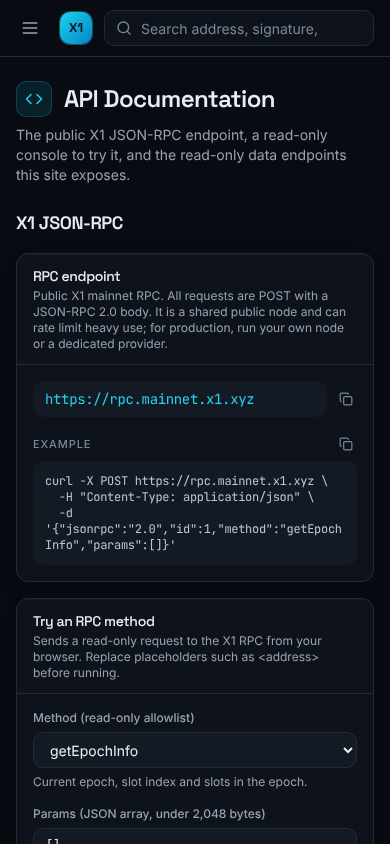 X1
Search address, signature,
API Documentation
The public X1 JSON-RPC endpoint, a read-only
console to try it, and the read-only data endpoints
this site exposes.
X1 JSON-RPC
RPC endpoint
Public X1 mainnet RPC. All requests are POST with a
JSON-RPC 2.0 body. It is a shared public node and can
rate limit heavy use; for production, run your own node
or a dedicated provider.
https://rpc.mainnet.x1.xyz
EXAMPLE
curl -X POST https://rpc.mainnet.x1.xyz \
-H "Content-Type: application/json" \
-d
'{"jsonrpc":"2.0","id":1,"method":"getEpoch
Info","params":[]}'
Try an RPC method
Sends a read-only request to the X1 RPC from your
browser. Replace placeholders such as <address>
before running.
Method (read-only allowlist)
getEpochInfo
Current epoch, slot index and slots in the epoch.
Params (JSON array, under 2,048 bytes)
[]